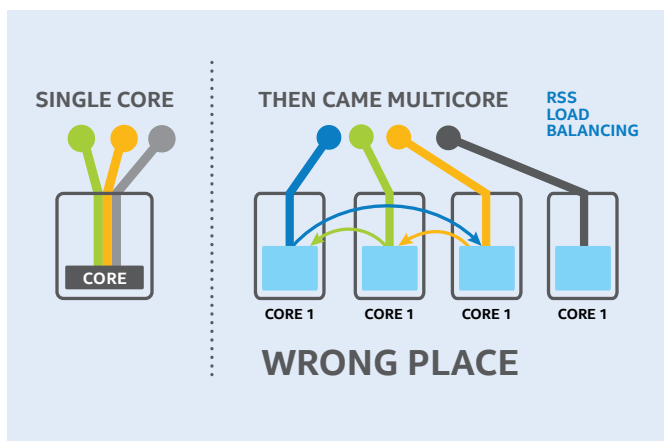 SINGLE CORE
THEN CAME MULTICORE
RSS
LOAD
BALANCING
CORE
CORE 1
CORE 1
CORE 1
CORE 1
WRONG PLACE